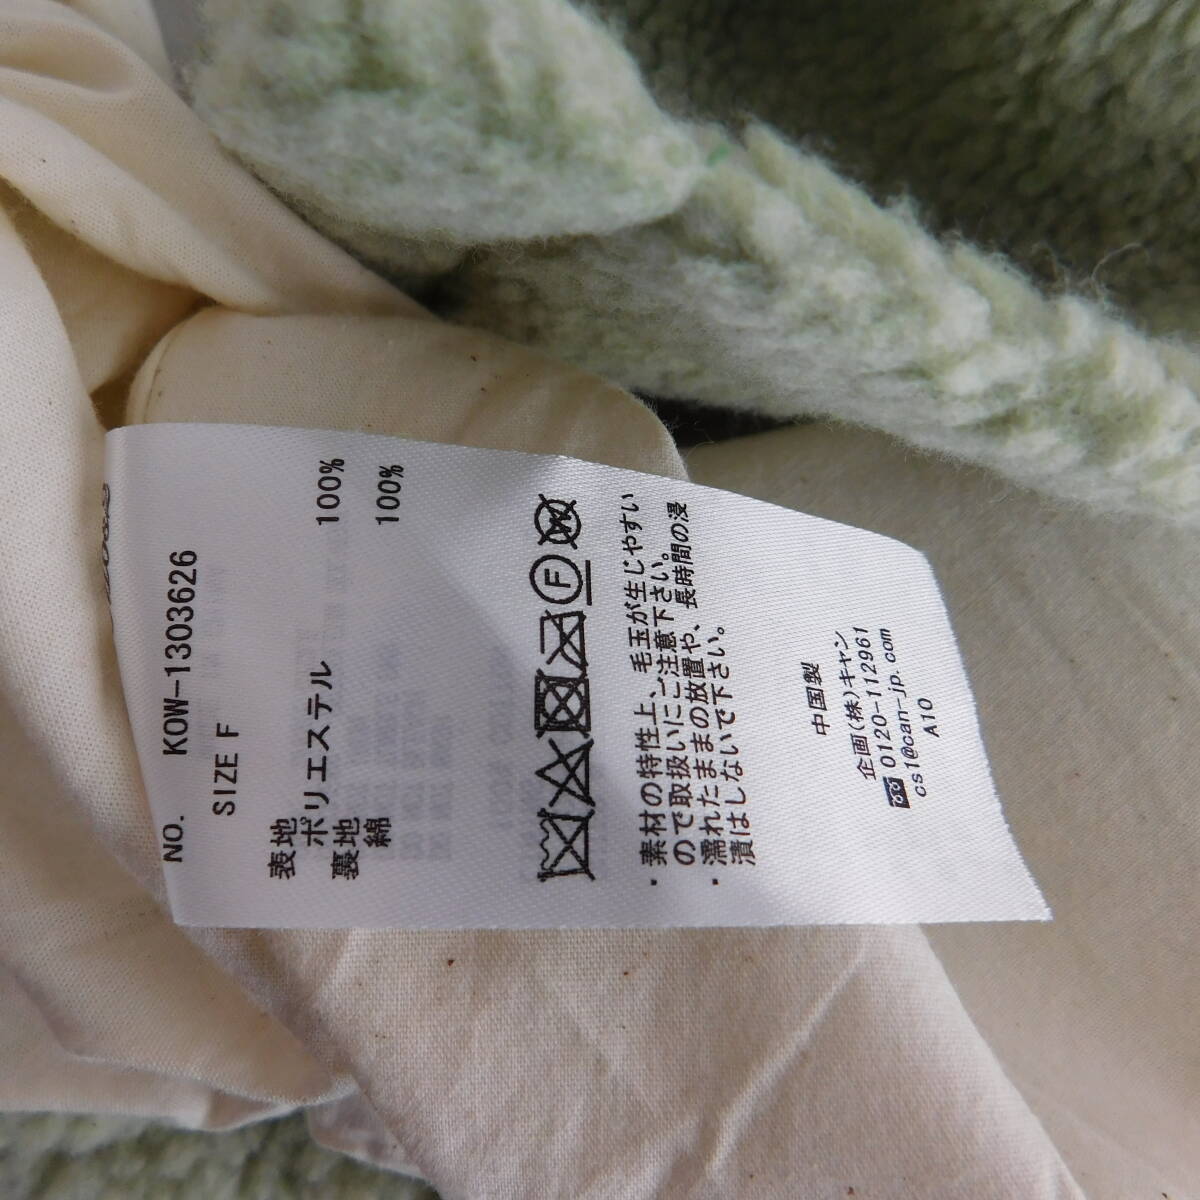 NO. KOW-1303626
SIZE F
表地
ポリエステル 100%
裏地
綿 100%
F
W
・素材の特性上、毛玉が生じやすい
ので取扱いにご注意下さい。
・濡れたままの放置や、長時間の浸
漬はしないで下さい。
中国製
企画(株)キャン
0120-112961
cs1@can-jp.com
A10